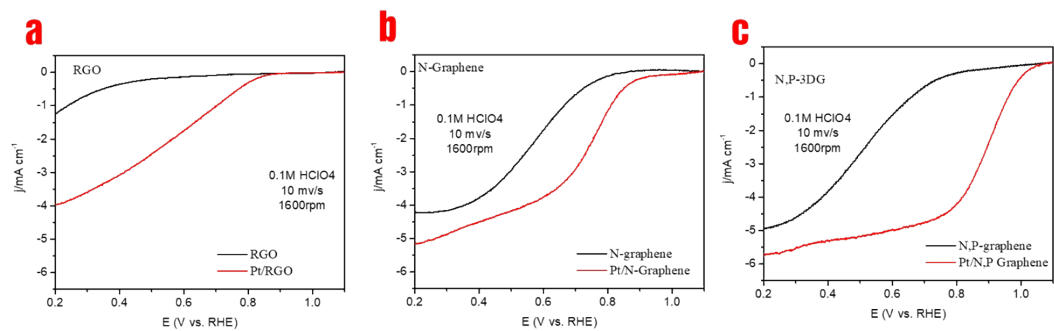 a
RGO
0.1M HClO4
10 mv/s
1600rpm
RGO
Pt/RGO
j/mA cm⁻¹
0
-1
-2
-3
-4
-5
-6
0.2 0.4 0.6 0.8 1.0
E (V vs. RHE)
b
N-Graphene
0.1M HClO4
10 mv/s
1600rpm
N-graphene
Pt/N-Graphene
j/mA cm⁻¹
0
-1
-2
-3
-4
-5
-6
0.2 0.4 0.6 0.8 1.0
E (V vs. RHE)
c
N,P-3DG
0.1M HClO4
10 mv/s
1600rpm
N,P-graphene
Pt/N,P Graphene
j/mA cm⁻¹
0
-1
-2
-3
-4
-5
-6
0.2 0.4 0.6 0.8 1.0
E (V vs. RHE)